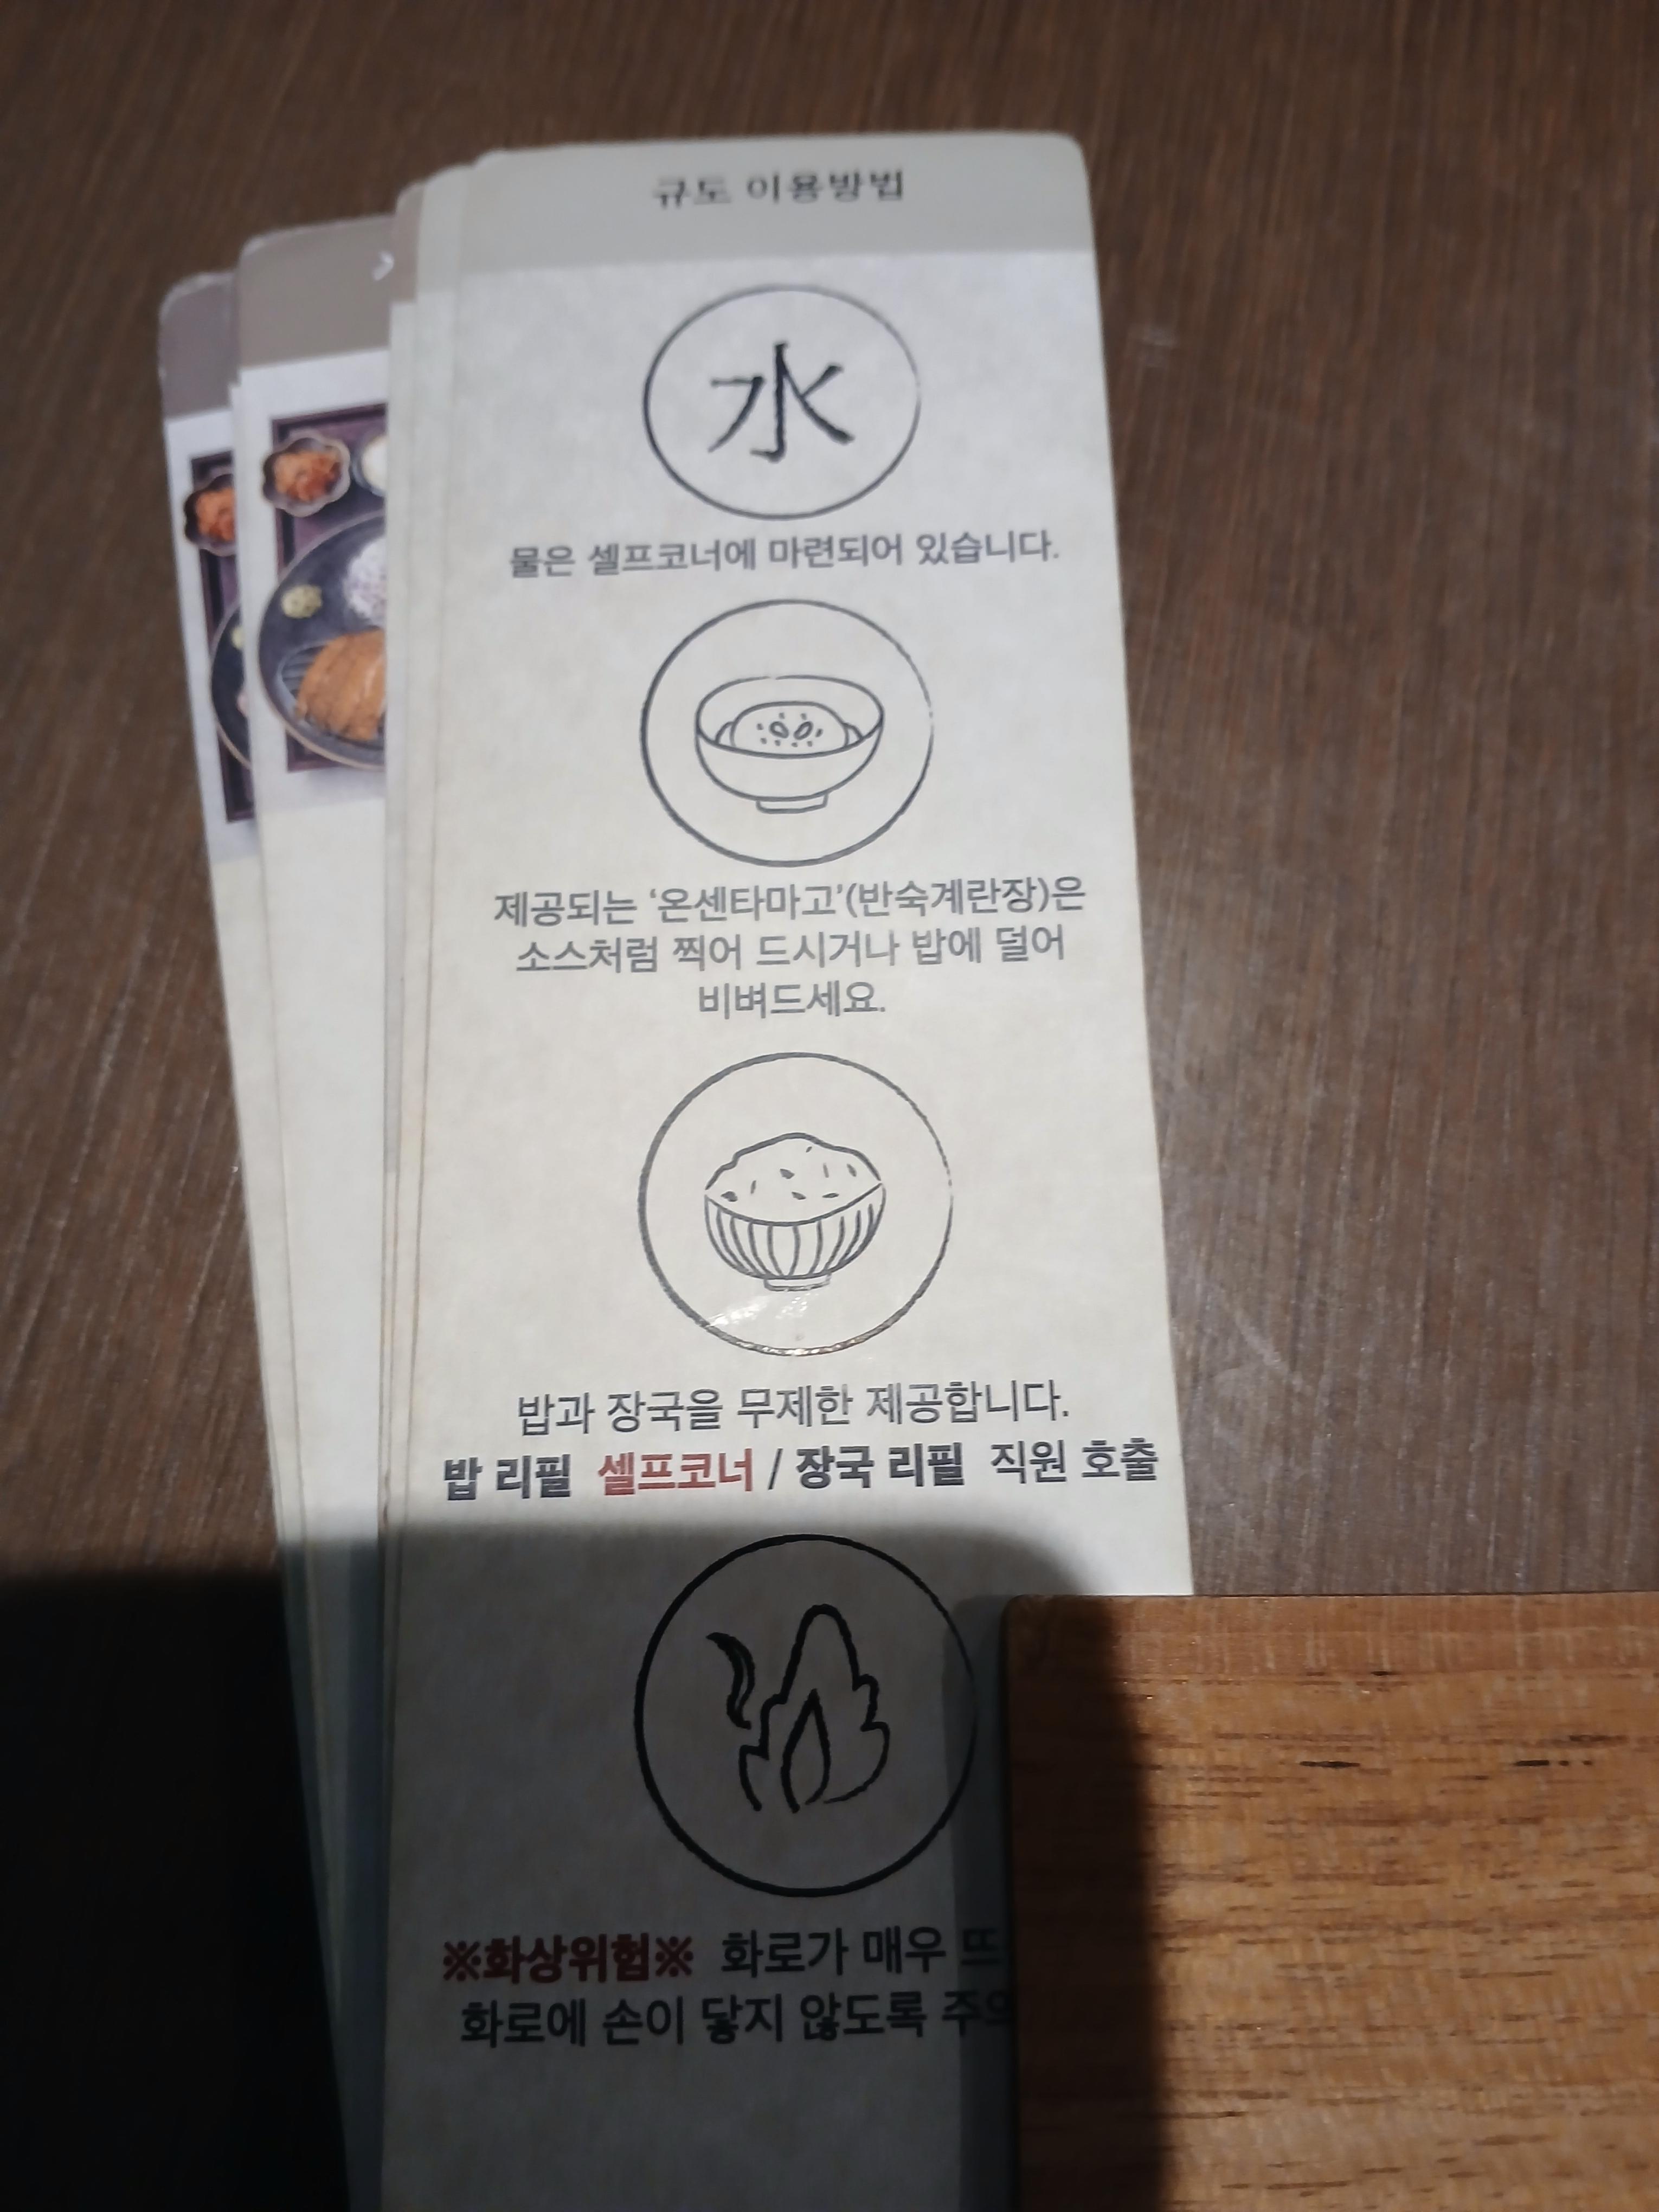 규도 이용방법
水
물은 셀프코너에 마련되어 있습니다.
제공되는 ‘온센타마고’(반숙계란장)은
소스처럼 찍어 드시거나 밥에 덜어
비벼드세요.
밥과 장국을 무제한 제공합니다.
밥 리필 셀프코너 / 장국 리필 직원 호출
※화상위험※ 화로가 매우
화로에 손이 닿지 않도록